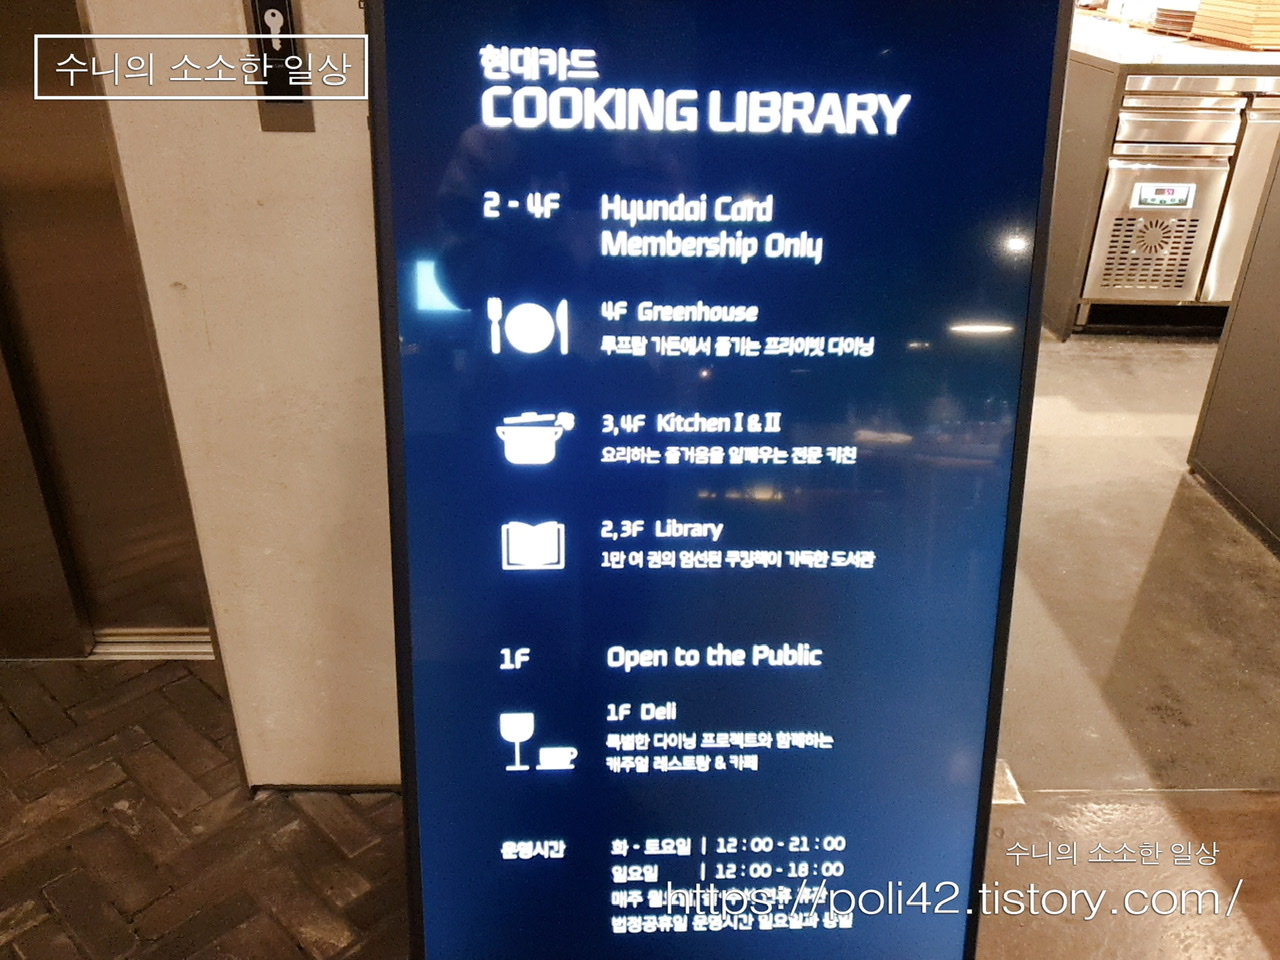 수니의 소소한 일상
현대카드
COOKING LIBRARY
2 - 4F Hyundai Card
Membership Only
4F Greenhouse
루프탑 가든에서 즐기는 프라이빗 다이닝
3,4F Kitchen I & II
요리하는 즐거움을 일깨우는 전문 키친
2,3F Library
1만 여 권의 엄선된 쿠킹책이 가득한 도서관
1F Open to the Public
1F Deli
특별한 다이닝 프로젝트와 함께하는
캐주얼 레스토랑 & 카페
운영시간 화 - 토요일 | 12 : 00 - 21 : 00
일요일 | 12 : 00 - 18 : 00
매주
법정공휴일 운영시간 일요일과 동일
수니의 소소한 일상
https://poli42.tistory.com/